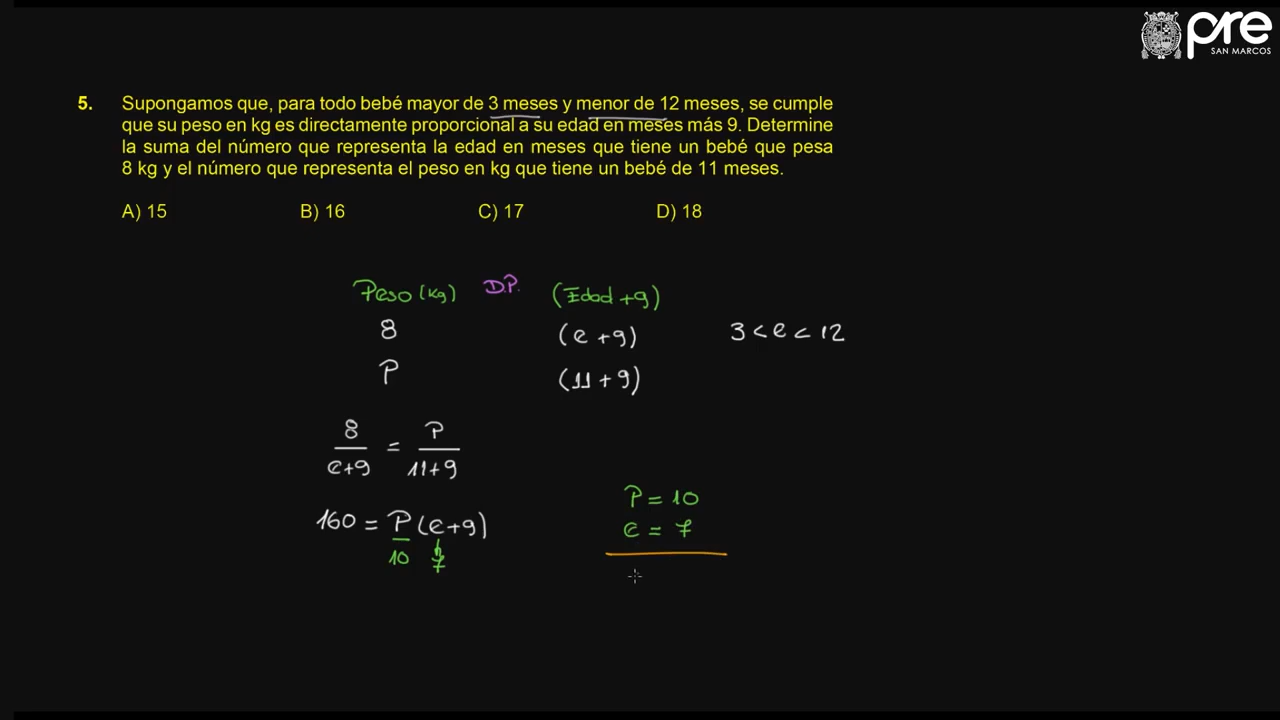 pre
SAN MARCOS
5. Supongamos que, para todo bebé mayor de 3 meses y menor de 12 meses, se cumple
que su peso en kg es directamente proporcional a su edad en meses más 9. Determine
la suma del número que representa la edad en meses que tiene un bebé que pesa
8 kg y el número que representa el peso en kg que tiene un bebé de 11 meses.
A) 15 B) 16 C) 17 D) 18
Peso (Kg) D.P. (Edad + 9)
8 (e + 9) 3 < e < 12
P (11 + 9)
8/e+9 = P/11+9
160 = P (e+9)
10 7
P = 10
e = 7